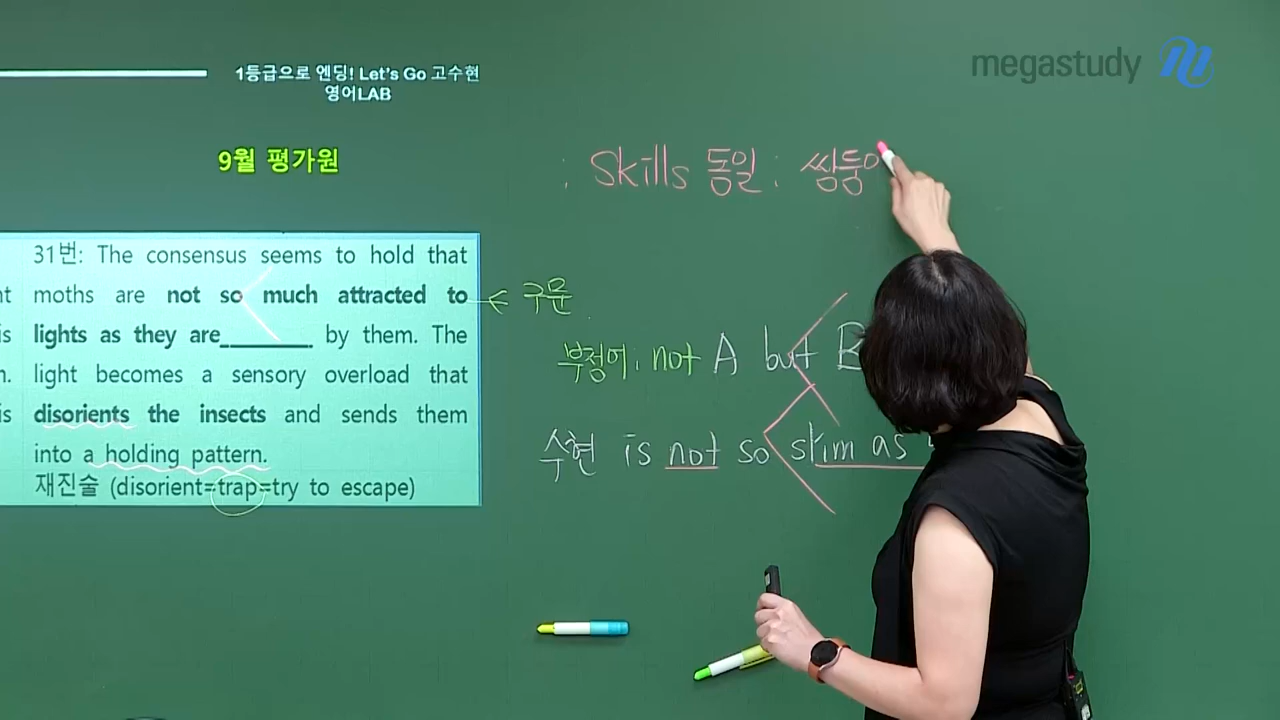 1등급으로 엔딩! Let's Go 고수현
영어LAB
megastudy
9월 평가원
: Skills 동일 : 쌍둥이
31번: The consensus seems to hold that
nt moths are not so much attracted to
is lights as they are________. by them. The
n. light becomes a sensory overload that
is disorients the insects and sends them
into a holding pattern.
재진술 (disorient=trap=try to escape)
구문
부정어: not A but B
수현 is not so slim as